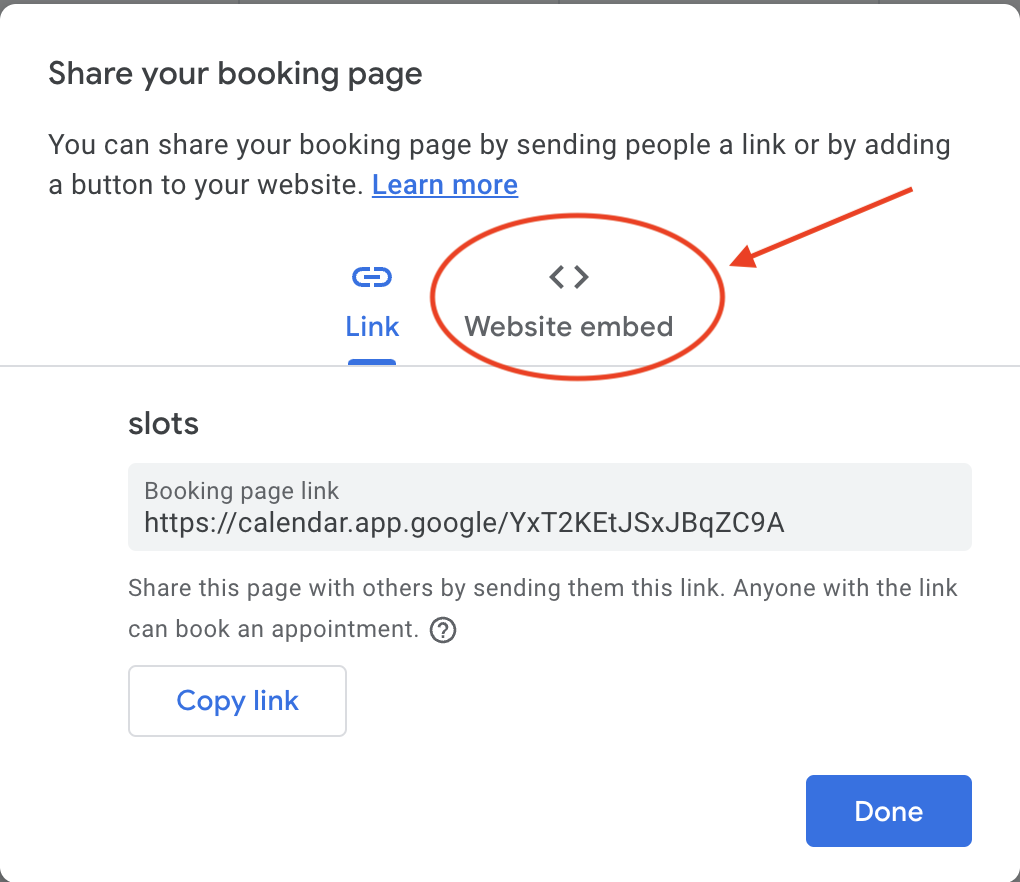 Share your booking page
You can share your booking page by sending people a link or by adding
a button to your website. Learn more
Link
Website embed
slots
Booking page link
https://calendar.app.google/YxT2KEtJSxJBqZC9A
Share this page with others by sending them this link. Anyone with the link
can book an appointment.
Copy link
Done